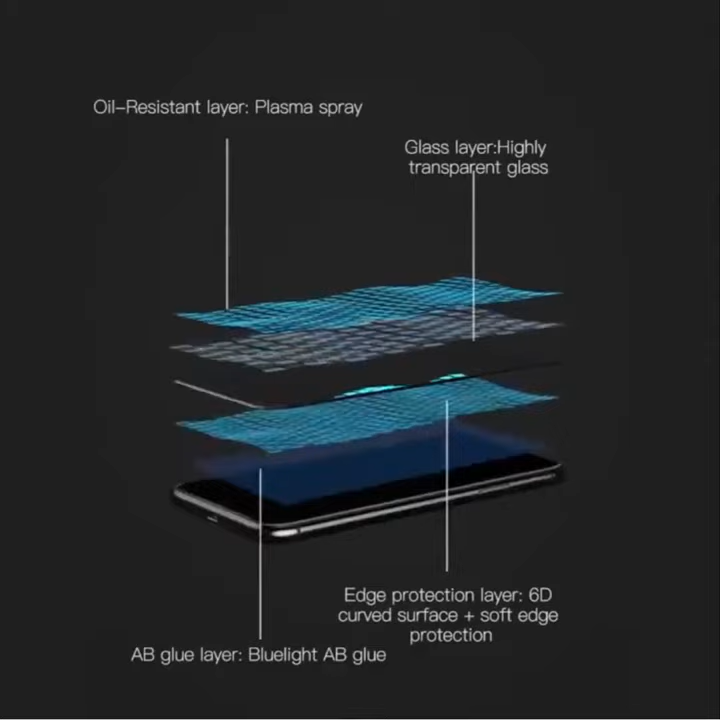 Oil-Resistant layer: Plasma spray
Glass layer:Highly
transparent glass
Edge protection layer: 6D
curved surface + soft edge
protection
AB glue layer: Bluelight AB glue